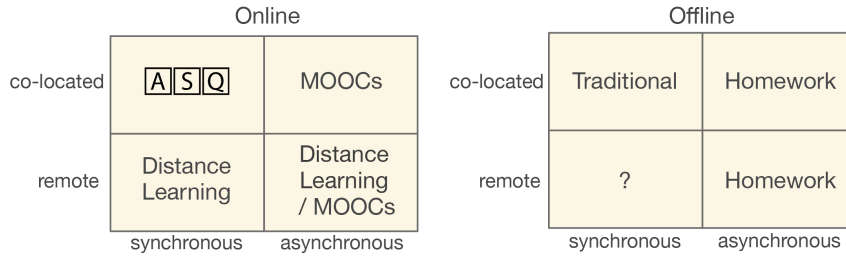 Online
co-located
ASQ
MOOCs
remote
Distance
Learning
Distance
Learning
/ MOOCs
synchronous
asynchronous
Offline
co-located
Traditional
Homework
remote
?
Homework
synchronous
asynchronous